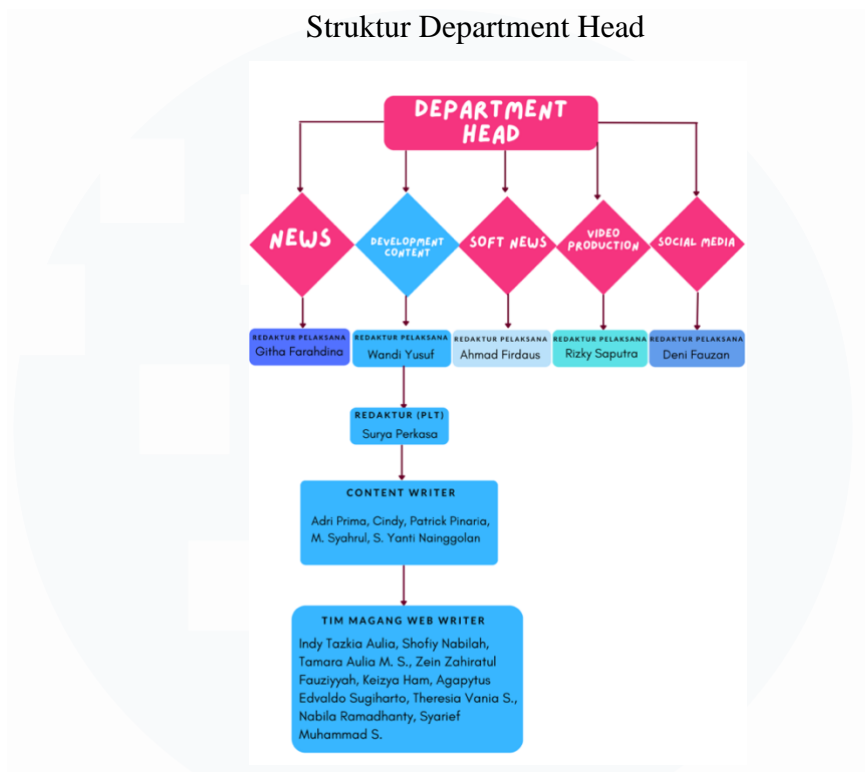 Struktur Department Head
DEPARTMENT
HEAD
NEWS
DEVELOPMENT
CONTENT
SOFT NEWS
VIDEO
PRODUCTION
SOCIAL MEDIA
REDAKTUR PELAKSANA
Githa Farahdina
REDAKTUR PELAKSANA
Wandi Yusuf
REDAKTUR PELAKSANA
Ahmad Firdaus
REDAKTUR PELAKSANA
Rizky Saputra
REDAKTUR PELAKSANA
Deni Fauzan
REDAKTUR (PLT)
Surya Perkasa
CONTENT WRITER
Adri Prima, Cindy, Patrick Pinaria,
M. Syahrul, S. Yanti Nainggolan
TIM MAGANG WEB WRITER
Indy Tazkia Aulia, Shofiy Nabilah,
Tamara Aulia M. S., Zein Zahiratul
Fauziyyah, Keizya Ham, Agapytus
Edvaldo Sugiharto, Theresia Vania S.,
Nabila Ramadhanty, Syarief
Muhammad S.